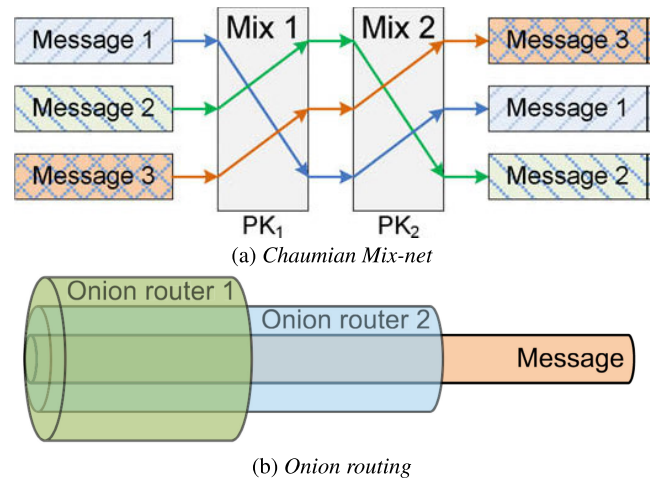 Message 1
Mix 1
Mix 2
Message 3
Message 2
Message 1
Message 3
Message 2
PK₁
PK₂
(a) Chaumian Mix-net
Onion router 1
Onion router 2
Message
(b) Onion routing